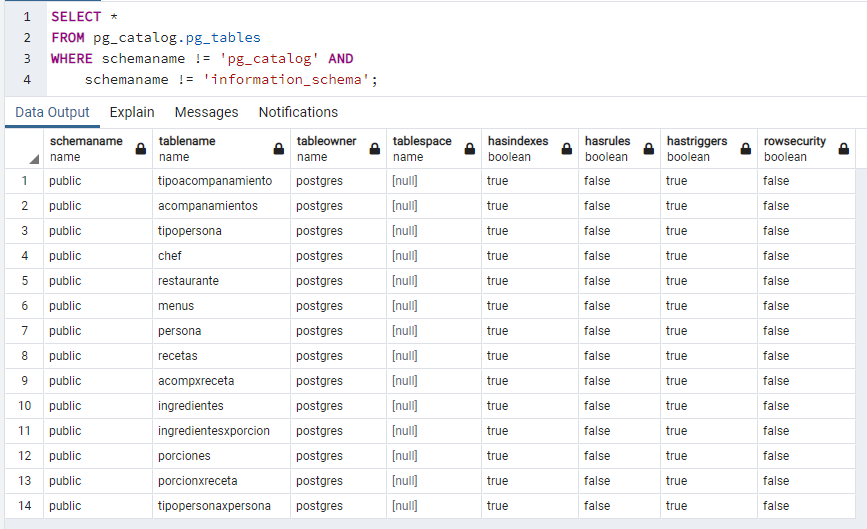 1 SELECT *
2 FROM pg_catalog.pg_tables
3 WHERE schemaname != 'pg_catalog' AND
4 schemaname != 'information_schema';
Data Output Explain Messages Notifications
schemaname tablename tableowner tablespace hasindexes hasrules hastriggers rowsecurity
name name name name boolean boolean boolean boolean
1 public tipoacompanamiento postgres [null] true false true false
2 public acompanamientos postgres [null] true false true false
3 public tipopersona postgres [null] true false true false
4 public chef postgres [null] true false true false
5 public restaurante postgres [null] true false true false
6 public menus postgres [null] true false true false
7 public persona postgres [null] true false true false
8 public recetas postgres [null] true false true false
9 public acompxreceta postgres [null] true false true false
10 public ingredientes postgres [null] true false true false
11 public ingredientesxporcion postgres [null] true false true false
12 public porciones postgres [null] true false true false
13 public porcionxreceta postgres [null] true false true false
14 public tipopersonaxpersona postgres [null] true false true false